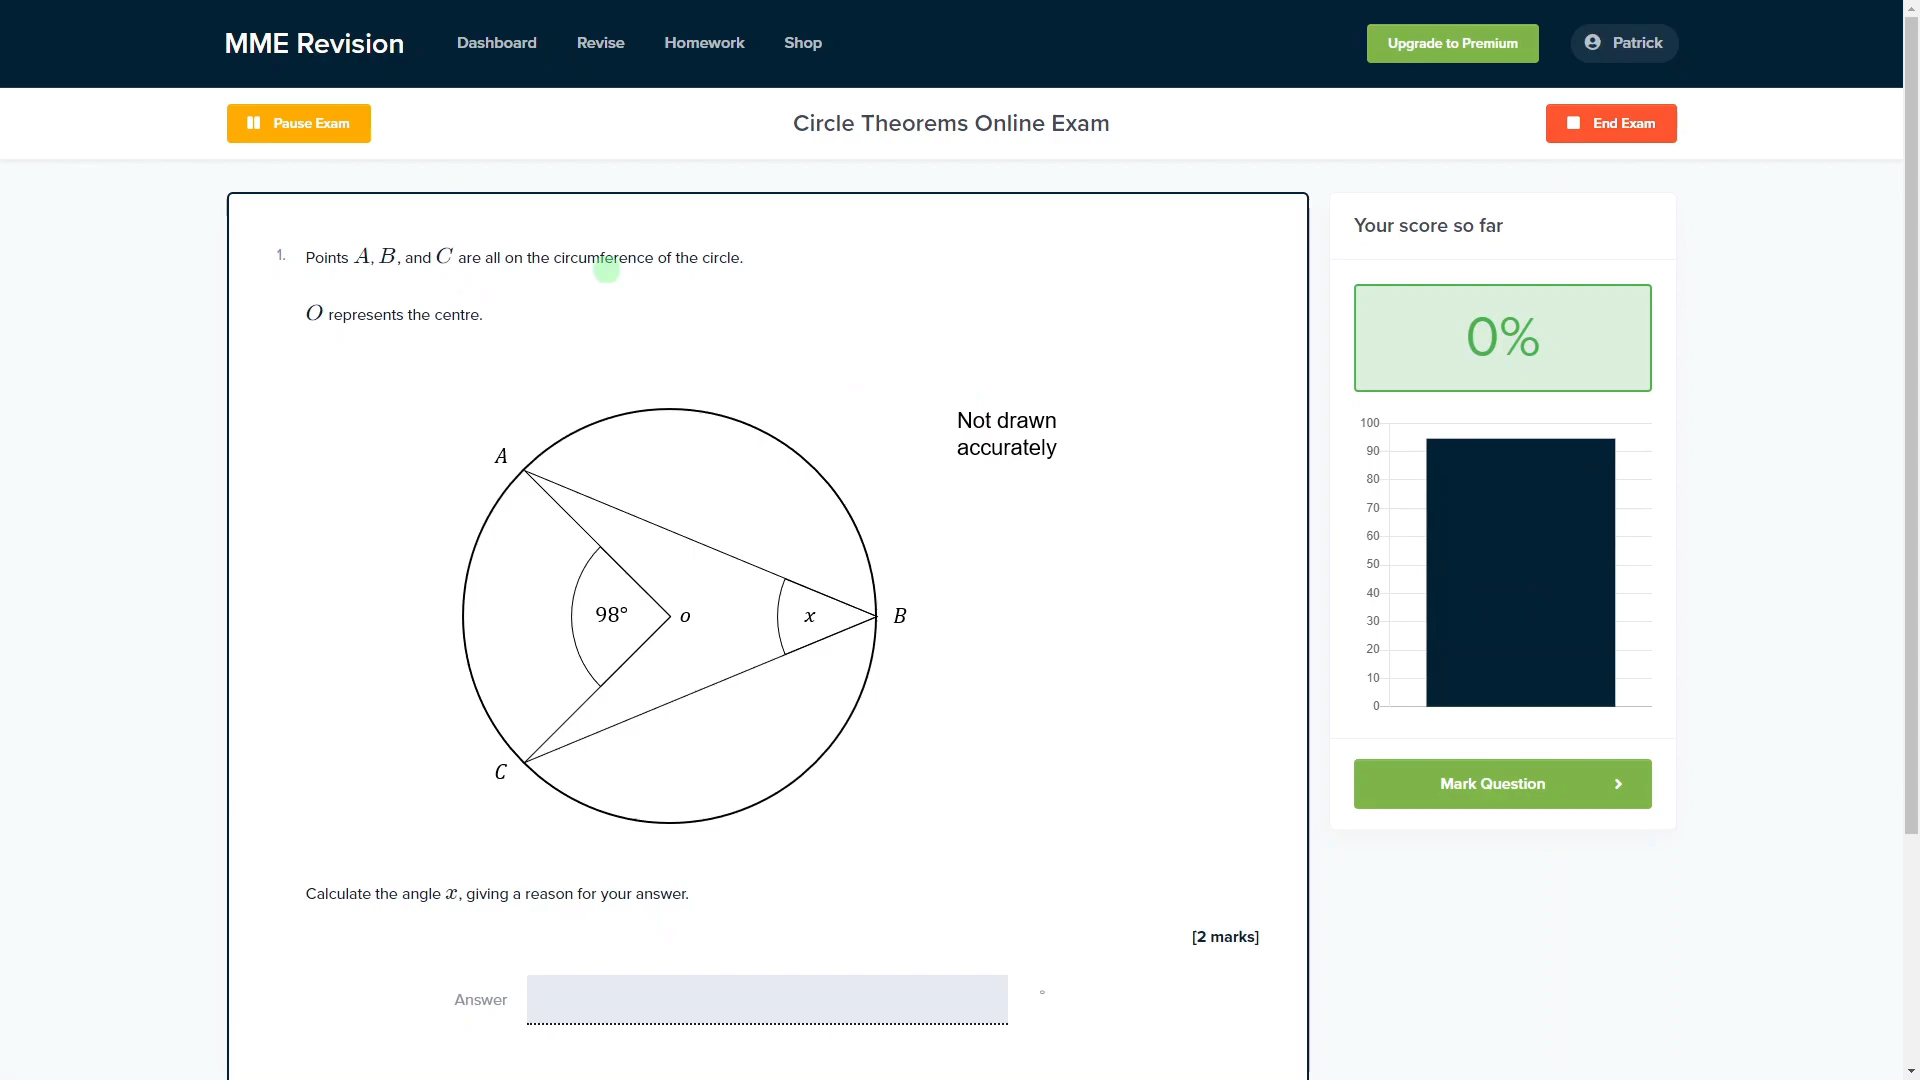 MME Revision
Dashboard
Revise
Homework
Shop
Upgrade to Premium
Patrick
Pause Exam
Circle Theorems Online Exam
End Exam
1. Points A, B, and C are all on the circumference of the circle.
O represents the centre.
Not drawn
accurately
A
98°
o
x
B
C
Calculate the angle x, giving a reason for your answer.
[2 marks]
Answer
°
Your score so far
0%
100
90
80
70
60
50
40
30
20
10
0
Mark Question